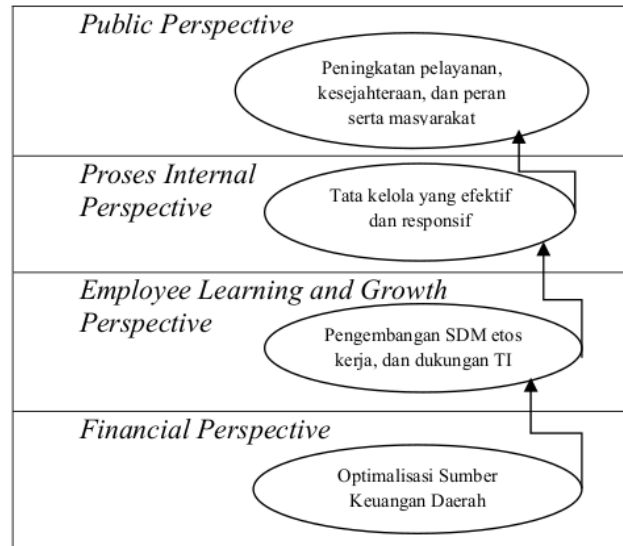 Public Perspective
Peningkatan pelayanan,
kesejahteraan, dan peran
serta masyarakat
Proses Internal
Perspective
Tata kelola yang efektif
dan responsif
Employee Learning and Growth
Perspective
Pengembangan SDM etos
kerja, dan dukungan TI
Financial Perspective
Optimalisasi Sumber
Keuangan Daerah